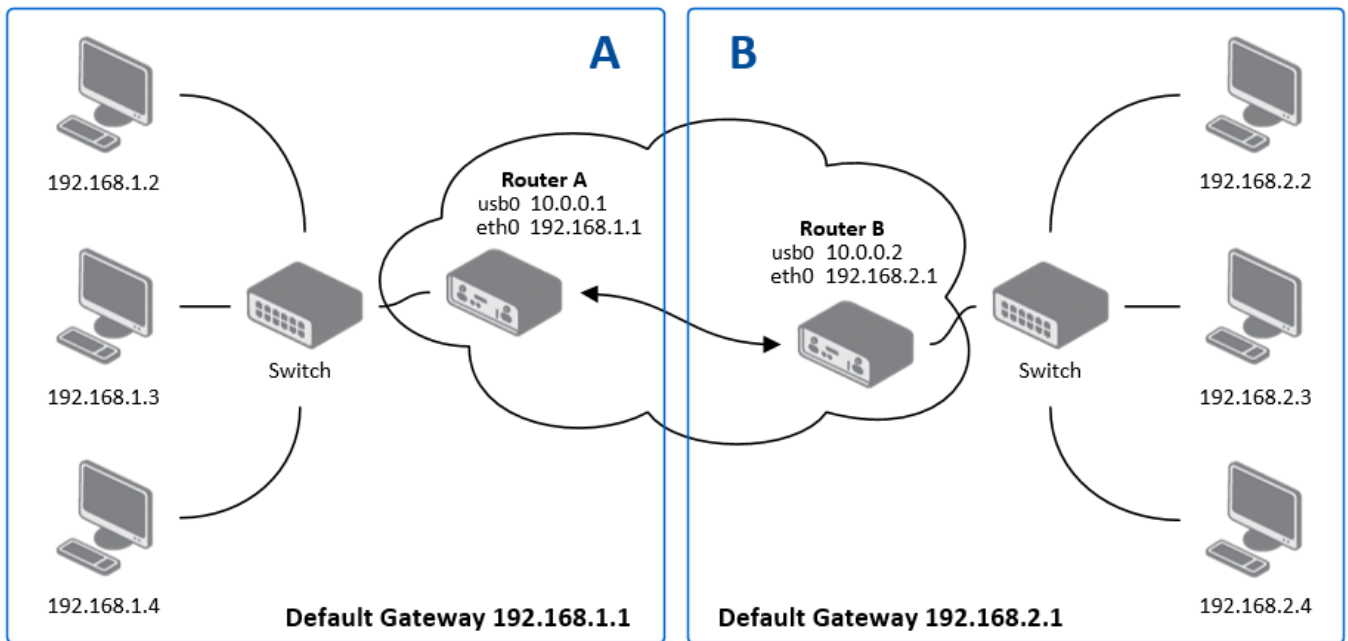 A
B
192.168.1.2
192.168.2.2
Router A
usb0 10.0.0.1
eth0 192.168.1.1
Router B
usb0 10.0.0.2
eth0 192.168.2.1
Switch
Switch
192.168.1.3
192.168.2.3
192.168.1.4
192.168.2.4
Default Gateway 192.168.1.1
Default Gateway 192.168.2.1